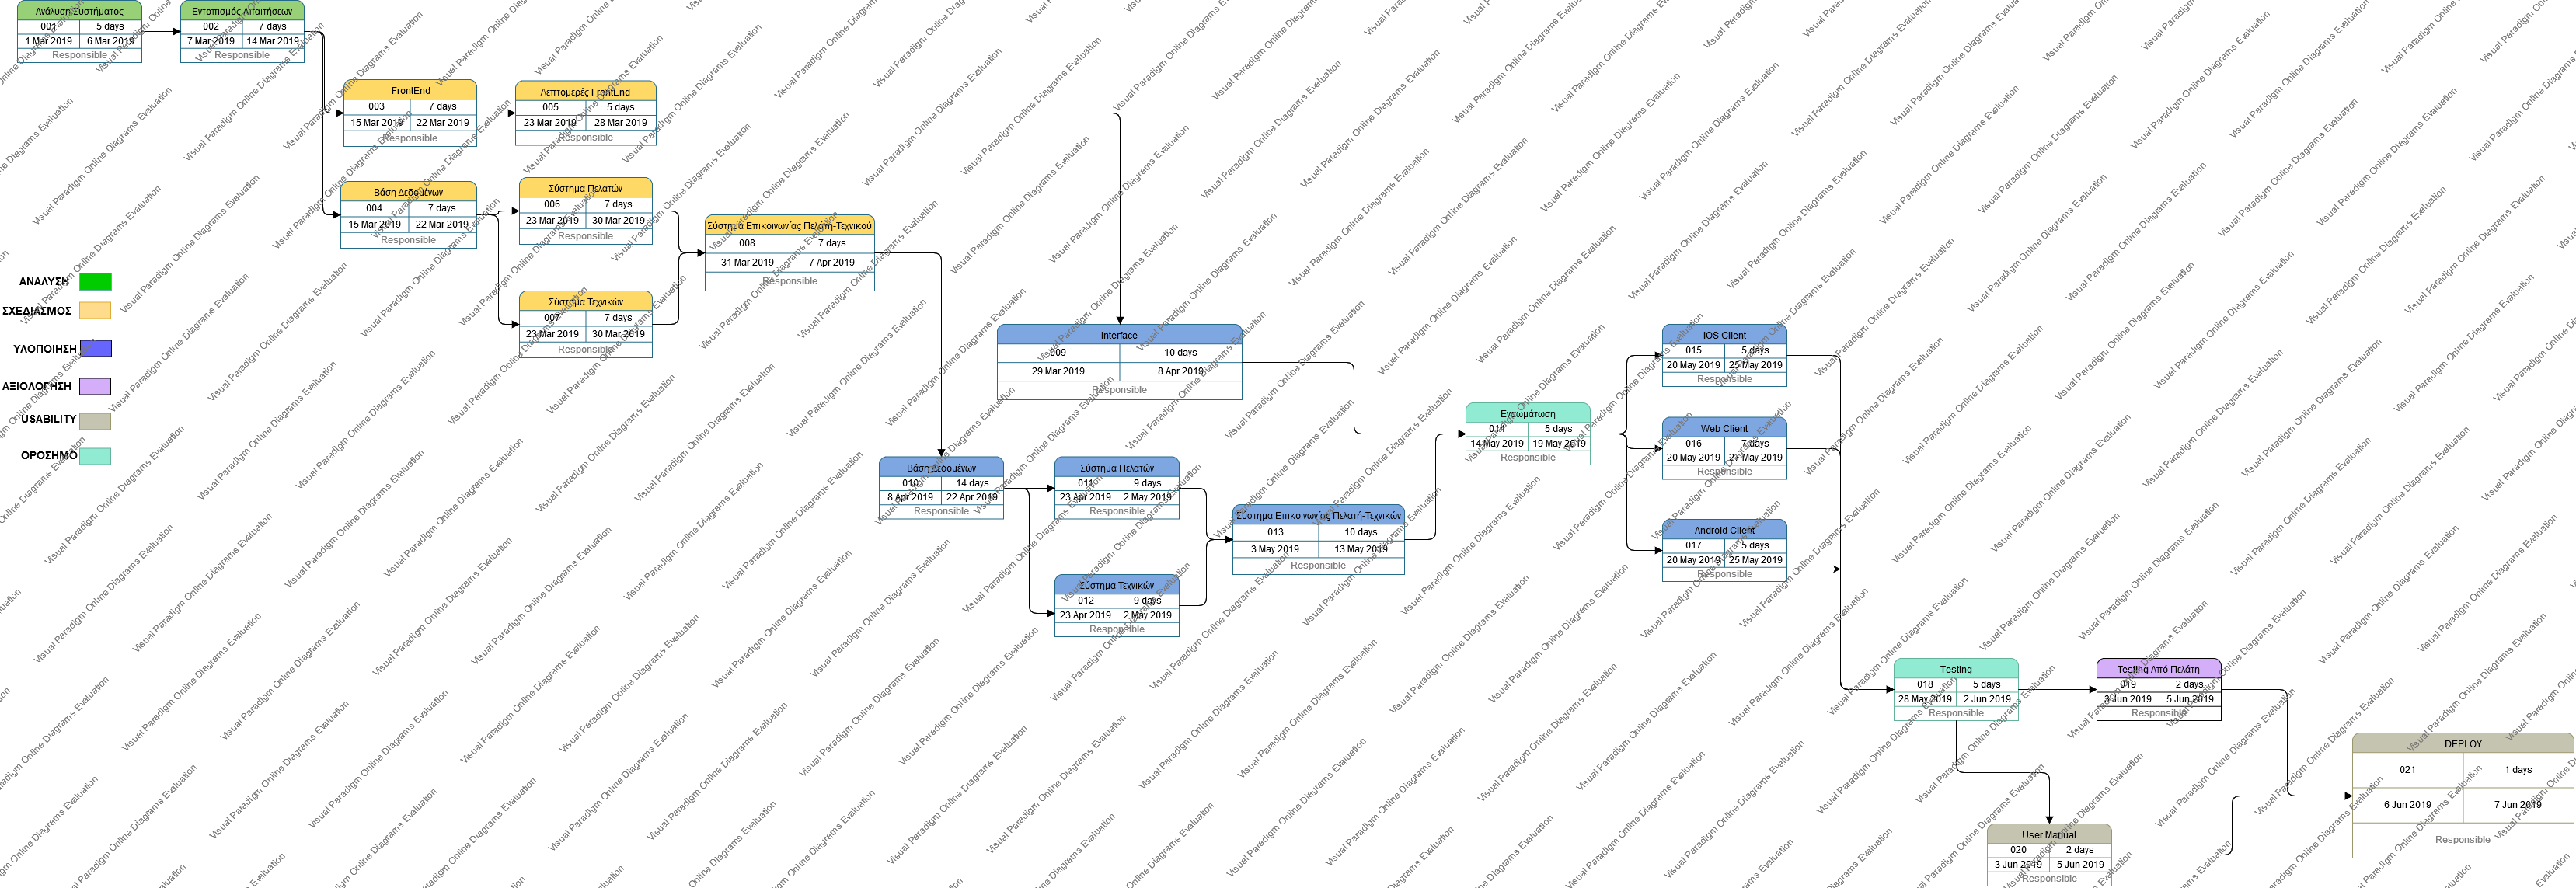 Ανάλυση Συστήματος
001 5 days
1 Mar 2019 6 Mar 2019
Responsible
Εντοπισμός Απαιτήσεων
002 7 days
7 Mar 2019 14 Mar 2019
Responsible
FrontEnd
003 7 days
15 Mar 2019 22 Mar 2019
Responsible
Λεπτομερές FrontEnd
005 5 days
23 Mar 2019 28 Mar 2019
Responsible
Βάση Δεδομένων
004 7 days
15 Mar 2019 22 Mar 2019
Responsible
Σύστημα Πελατών
006 7 days
23 Mar 2019 30 Mar 2019
Responsible
Σύστημα Τεχνικών
007 7 days
23 Mar 2019 30 Mar 2019
Responsible
Σύστημα Επικοινωνίας Πελάτη-Τεχνικού
008 7 days
31 Mar 2019 7 Apr 2019
Responsible
ΑΝΑΛΥΣΗ
ΣΧΕΔΙΑΣΜΟΣ
ΥΛΟΠΟΙΗΣΗ
ΑΞΙΟΛΟΓΗΣΗ
USABILITY
ΟΡΟΣΗΜΟ
Interface
009 10 days
29 Mar 2019 8 Apr 2019
Responsible
Βάση Δεδομένων
010 14 days
8 Apr 2019 22 Apr 2019
Responsible
Σύστημα Πελατών
011 9 days
23 Apr 2019 2 May 2019
Responsible
Σύστημα Τεχνικών
012 9 days
23 Apr 2019 2 May 2019
Responsible
Σύστημα Επικοινωνίας Πελατή-Τεχνικών
013 10 days
3 May 2019 13 May 2019
Responsible
Ενσωμάτωση
014 5 days
14 May 2019 19 May 2019
Responsible
iOS Client
015 5 days
20 May 2019 25 May 2019
Responsible
Web Client
016 7 days
20 May 2019 27 May 2019
Responsible
Android Client
017 5 days
20 May 2019 25 May 2019
Responsible
Testing
018 5 days
28 May 2019 2 Jun 2019
Responsible
Testing Από Πελάτη
019 2 days
3 Jun 2019 5 Jun 2019
Responsible
User Manual
020 2 days
3 Jun 2019 5 Jun 2019
Responsible
DEPLOY
021 1 days
6 Jun 2019 7 Jun 2019
Responsible
Visual Paradigm Online Diagrams Evaluation